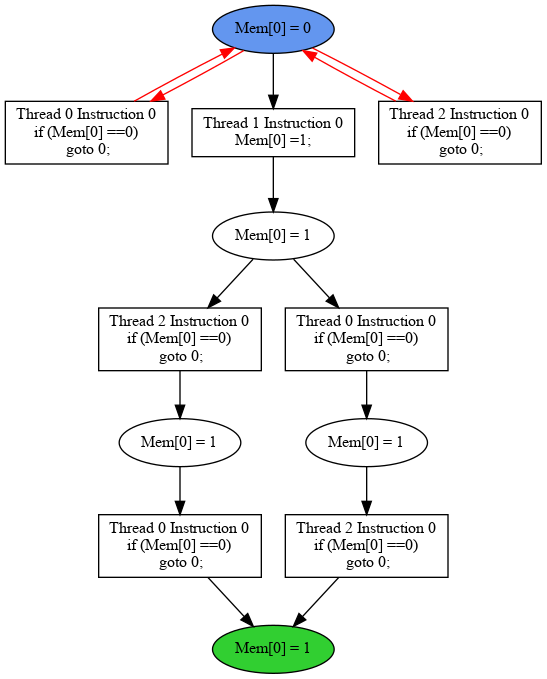 Mem[0] = 0
Thread 0 Instruction 0
if (Mem[0] ==0)
goto 0;
Thread 1 Instruction 0
Mem[0] =1;
Thread 2 Instruction 0
if (Mem[0] ==0)
goto 0;
Mem[0] = 1
Thread 2 Instruction 0
if (Mem[0] ==0)
goto 0;
Thread 0 Instruction 0
if (Mem[0] ==0)
goto 0;
Mem[0] = 1
Mem[0] = 1
Thread 0 Instruction 0
if (Mem[0] ==0)
goto 0;
Thread 2 Instruction 0
if (Mem[0] ==0)
goto 0;
Mem[0] = 1